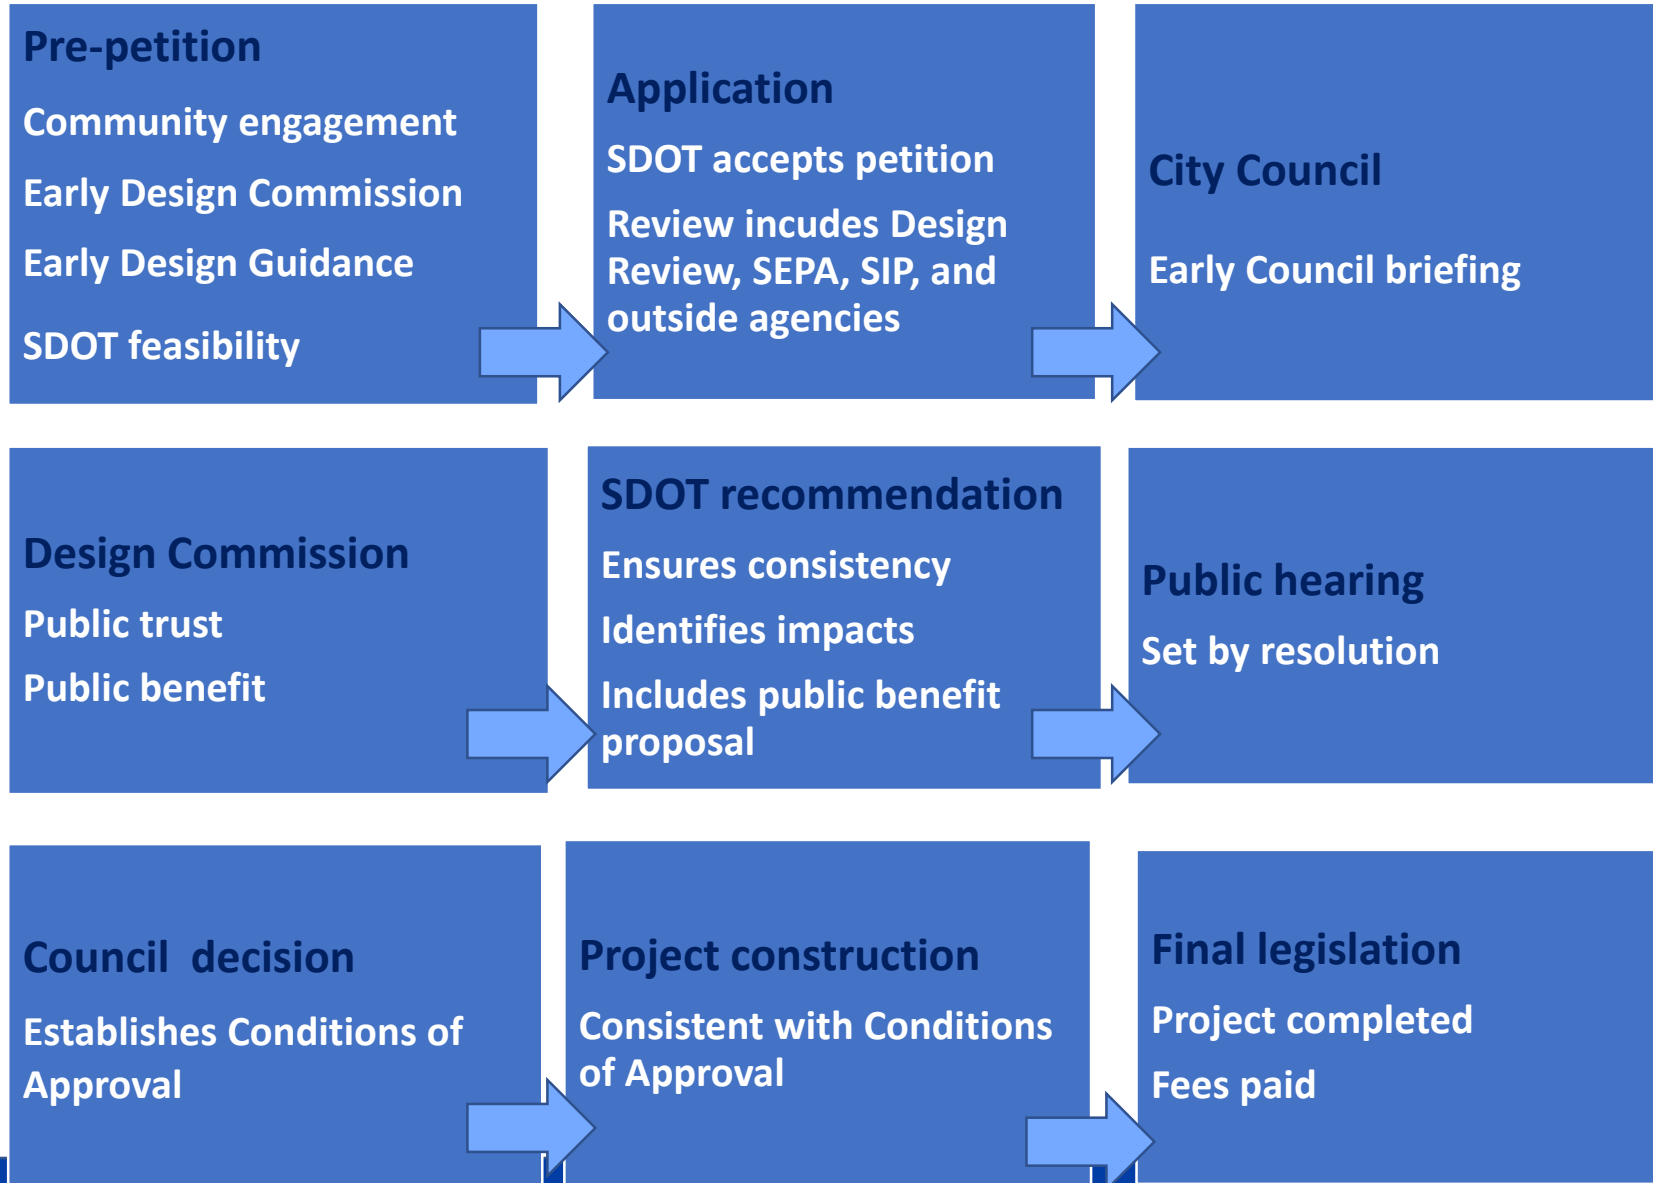 Pre-petition
Community engagement
Early Design Commission
Early Design Guidance
SDOT feasibility
Application
SDOT accepts petition
Review incudes Design
Review, SEPA, SIP, and
outside agencies
City Council
Early Council briefing
Design Commission
Public trust
Public benefit
SDOT recommendation
Ensures consistency
Identifies impacts
Includes public benefit
proposal
Public hearing
Set by resolution
Council  decision
Establishes Conditions of
Approval
Project construction
Consistent with Conditions
of Approval
Final legislation
Project completed
Fees paid